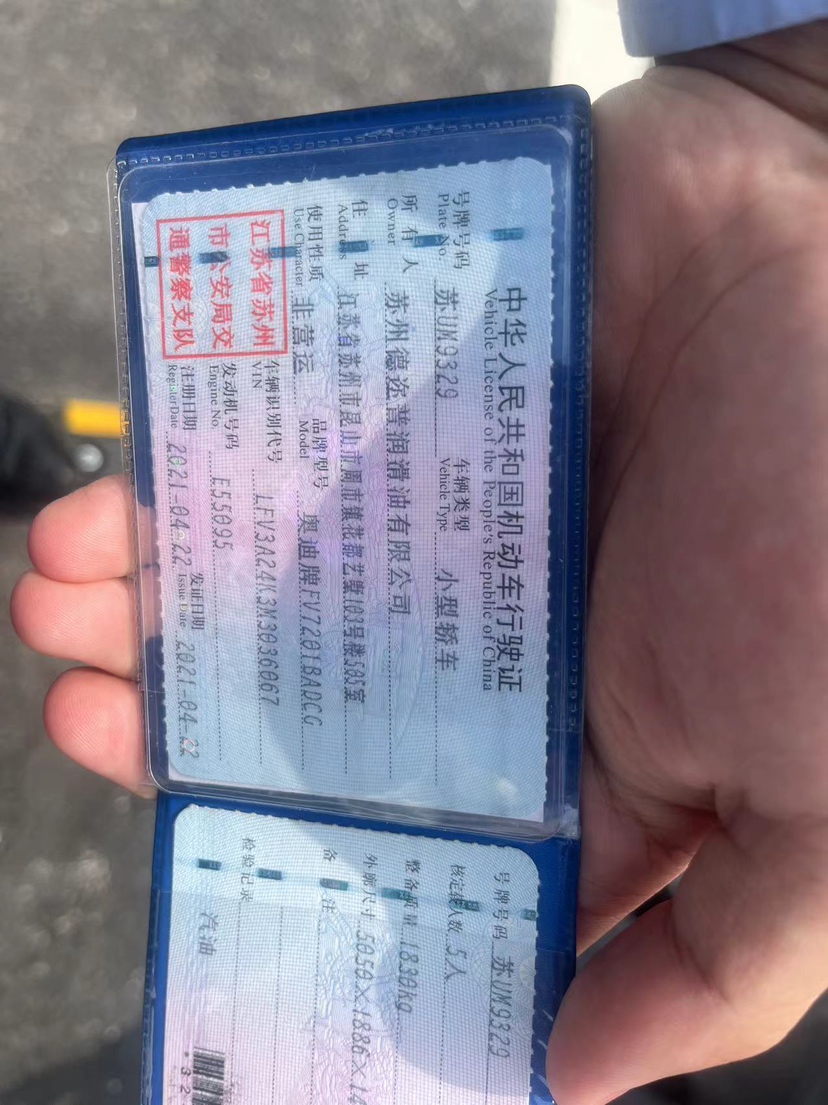 中华人民共和国机动车行驶证
Vehicle License of the People's Republic of China
号牌号码 苏UM9329 车辆类型 小型轿车
Plate No. Vehicle Type
所有人 苏州德迩普润滑油有限公司
Owner
住址 江苏省苏州市昆山市周市镇花都艺墅103号楼505室
Address
使用性质 非营运 品牌型号 奥迪牌FV7201BADCG
Use Character Model
江苏省苏州
市公安局交
通警察支队
车辆识别代号 LFV3A24K3M3036067
VIN
发动机号码 E55095
Engine No.
注册日期 2021-04-22 发证日期 2021-04-22
Register Date Issue Date
号牌号码 苏UM9329
核定载人数 5人
整备质量 1830kg
外廓尺寸 5050×1886×14
备注
检验记录
汽油